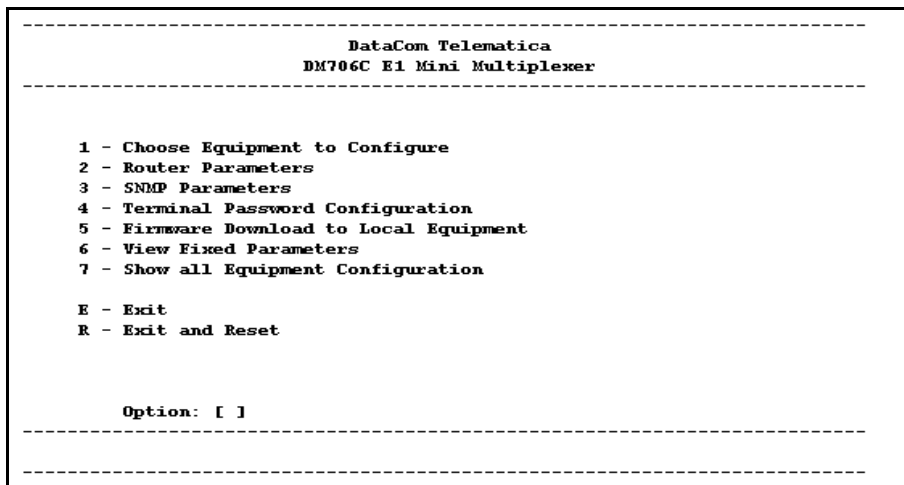 DataCom Telematica
DM706C E1 Mini Multiplexer
1 - Choose Equipment to Configure
2 - Router Parameters
3 - SNMP Parameters
4 - Terminal Password Configuration
5 - Firmware Download to Local Equipment
6 - View Fixed Parameters
7 - Show all Equipment Configuration
E - Exit
R - Exit and Reset
Option: [ ]